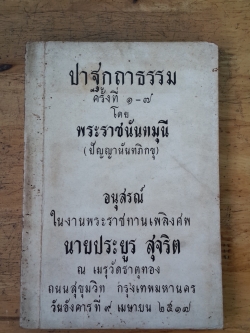 ปาฐกถาธรรม
ครั้งที่ ๑-๗
โดย
พระราชนันทมุนี
(ปัญญานันทภิกขุ)
อนุสรณ์
ในงานพระราชทานเพลิงศพ
นายประยูร สุจริต
ณ เมรุวัดธาตุทอง
ถนนสุขุมวิท กรุงเทพมหานคร
วันอังคารที่ ๙ เมษายน ๒๕๑๗